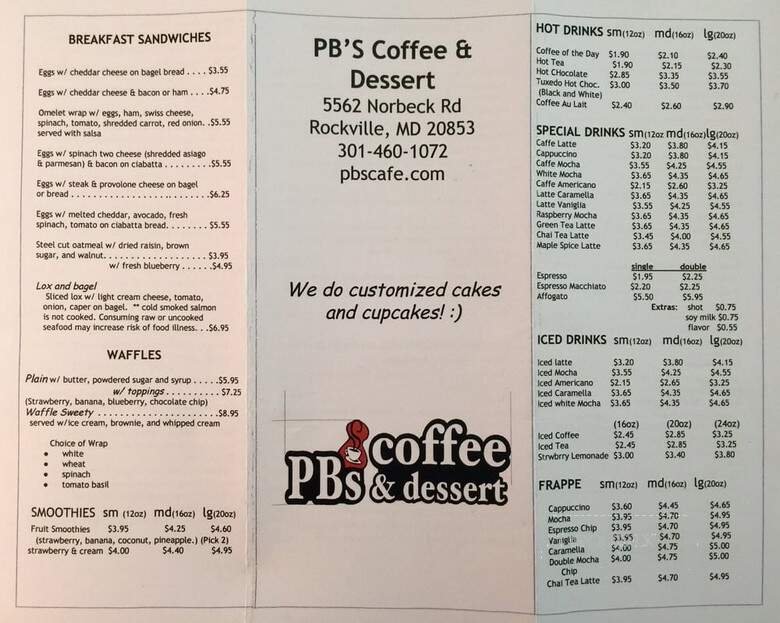 BREAKFAST SANDWICHES
Eggs w/ cheddar cheese on bagel bread . . . . $3.55
Eggs w/ cheddar cheese & bacon or ham . . . .$4.75
Omelet wrap w/ eggs, ham, swiss cheese,
spinach, tomato, shredded carrot, red onion. .$5.55
served with salsa
Eggs w/ spinach two cheese (shredded asiago
& parmesan) & bacon on ciabatta . . . . . . . . .$5.55
Eggs w/ steak & provolone cheese on bagel
or bread . . . . . . . . . . . . . . . . . . . . . . . . . . .$6.25
Eggs w/ melted cheddar, avocado, fresh
spinach, tomato on ciabatta bread. . . . . . . $5.55
Steel cut oatmeal w/ dried raisin, brown
sugar, and walnut. . . . . . . . . . . . . . . . . . . .$3.95
w/ fresh blueberry . . . . . .$4.95
Lox and bagel
Sliced lox w/ light cream cheese, tomato,
onion, caper on bagel. ** cold smoked salmon
is not cooked. Consuming raw or uncooked
seafood may increase risk of food illness. . .$6.95
WAFFLES
Plain w/ butter, powdered sugar and syrup . . . . .$5.95
w/ toppings . . . . . . . . . .$7.25
(Strawberry, banana, blueberry, chocolate chip)
Waffle Sweety . . . . . . . . . . . . . . . . . . . . . .$8.95
served w/ice cream, brownie, and whipped cream
Choice of Wrap
• white
• wheat
• spinach
• tomato basil
SMOOTHIES sm (12oz) md(16oz) lg(20oz)
Fruit Smoothies $3.95 $4.25 $4.60
(strawberry, banana, coconut, pineapple.) (Pick 2)
strawberry & cream $4.00 $4.40 $4.95
PB'S Coffee &
Dessert
5562 Norbeck Rd
Rockville, MD 20853
301-460-1072
pbscafe.com
We do customized cakes
and cupcakes! :)
PBs coffee
& dessert
HOT DRINKS sm(12oz) md(16oz) lg(20oz)
Coffee of the Day $1.90 $2.10 $2.40
Hot Tea $1.90 $2.15 $2.30
Hot CHocolate $2.85 $3.35 $3.55
Tuxedo Hot Choc. $3.00 $3.50 $3.70
(Black and White)
Coffee Au Lait $2.40 $2.60 $2.90
SPECIAL DRINKS sm(12oz md(16oz)lg(20oz)
Caffe Latte $3.20 $3.80 $4.15
Cappuccino $3.20 $3.80 $4.15
Caffe Mocha $3.55 $4.25 $4.55
White Mocha $3.65 $4.35 $4.65
Caffe Americano $2.15 $2.60 $3.25
Latte Caramella $3.65 $4.35 $4.65
Latte Vaniglia $3.55 $4.25 $4.55
Raspberry Mocha $3.65 $4.35 $4.65
Green Tea Latte $3.65 $4.35 $4.65
Chai Tea Latte $3.45 $4.00 $4.55
Maple Spice Latte $3.65 $4.35 $4.65
single double
Espresso $1.95 $2.25
Espresso Macchiato $2.20 $2.25
Affogato $5.50 $5.95
Extras: shot $0.75
soy milk $0.75
flavor $0.55
ICED DRINKS sm(12oz) md(16oz) lg(20oz)
Iced latte $3.20 $3.80 $4.15
Iced Mocha $3.55 $4.25 $4.55
Iced Americano $2.15 $2.65 $3.25
Iced Caramella $3.65 $4.35 $4.65
Iced white Mocha $3.65 $4.35 $4.65
(16oz) (20oz) (24oz)
Iced Coffee $2.45 $2.85 $3.25
Iced Tea $2.45 $2.85 $3.25
Strwbrry Lemonade $3.00 $3.40 $3.80
FRAPPE sm(12oz) md(16oz) lg(20oz)
Cappuccino $3.60 $4.45 $4.65
Mocha $3.95 $4.70 $4.95
Espresso Chip $3.95 $4.70 $4.95
Vaniglia $3.95 $4.70 $4.95
Caramella $4.00 $4.75 $5.00
Double Mocha $4.00 $4.75 $5.00
Chip
Chai Tea Latte $3.95 $4.70 $4.95